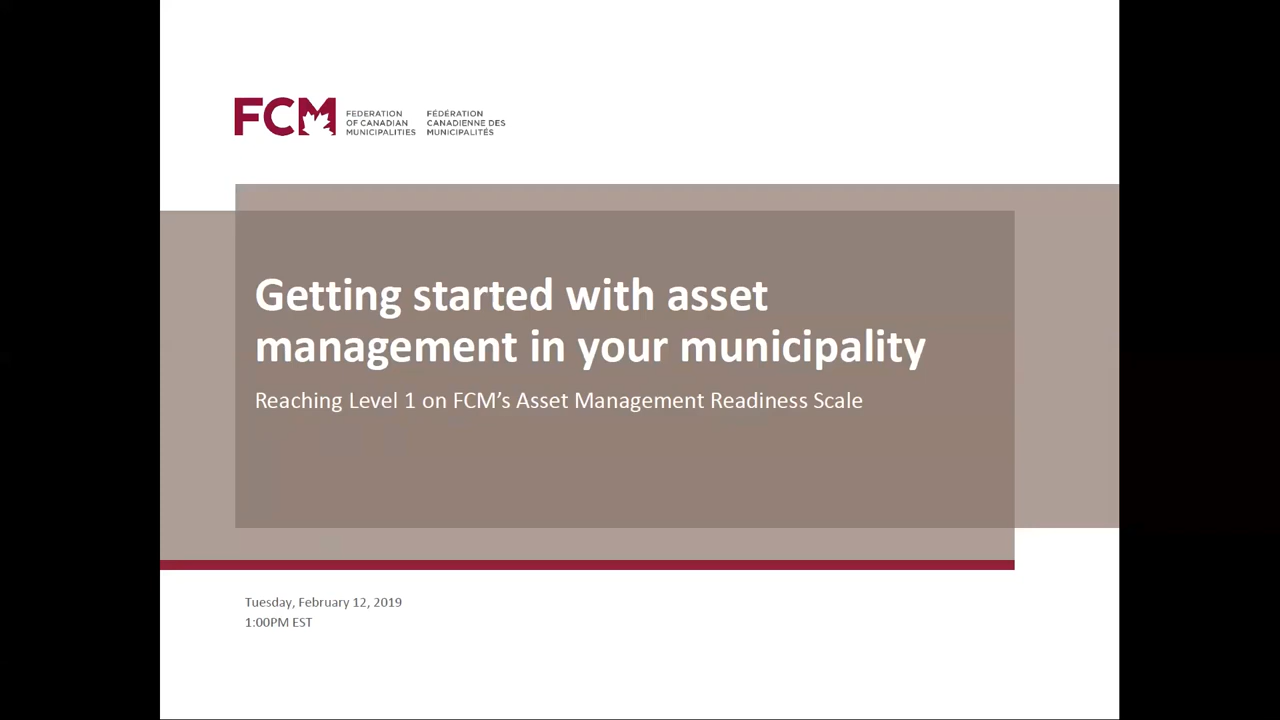 FCM
FEDERATION
OF CANADIAN
MUNICIPALITIES
FÉDÉRATION
CANADIENNE DES
MUNICIPALITÉS
Getting started with asset
management in your municipality
Reaching Level 1 on FCM’s Asset Management Readiness Scale
Tuesday, February 12, 2019
1:00PM EST